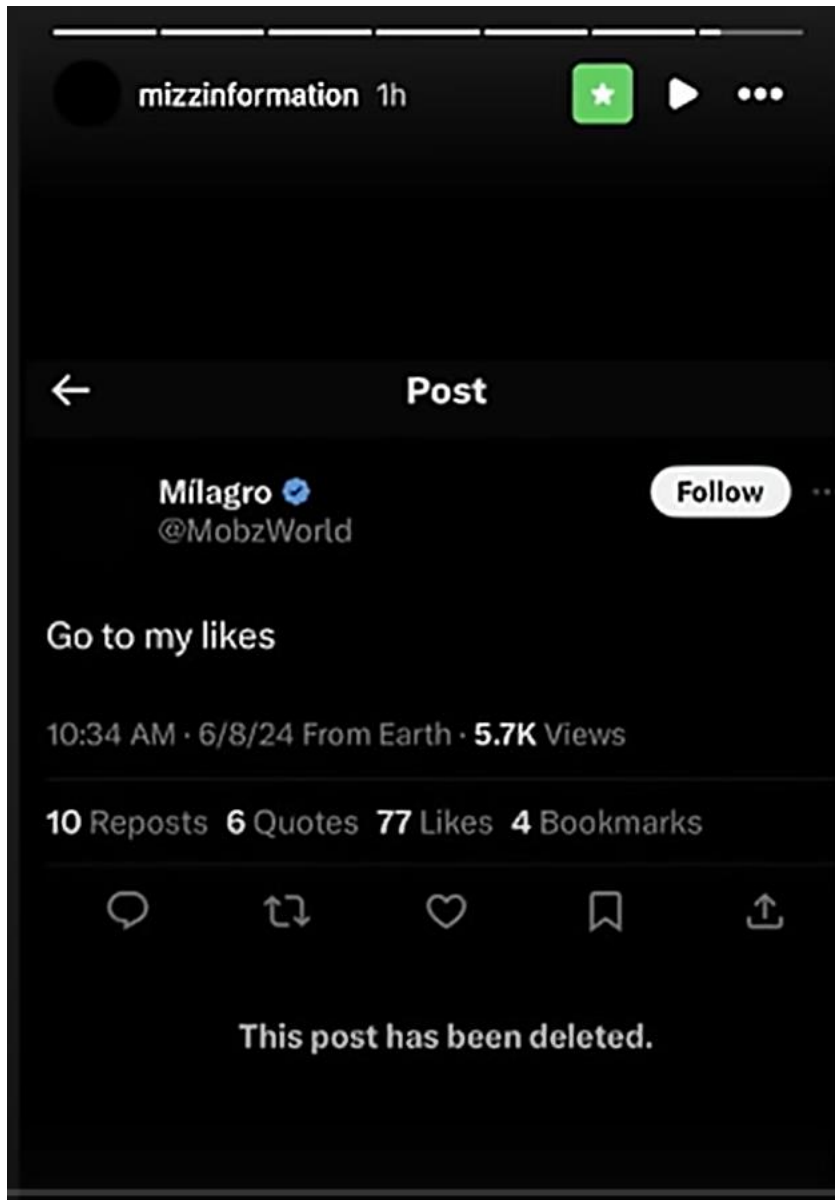 mizzinformation 1h
Post
Mílagro
Follow
@MobzWorld
Go to my likes
10:34 AM · 6/8/24 From Earth · 5.7K Views
10 Reposts 6 Quotes 77 Likes 4 Bookmarks
This post has been deleted.